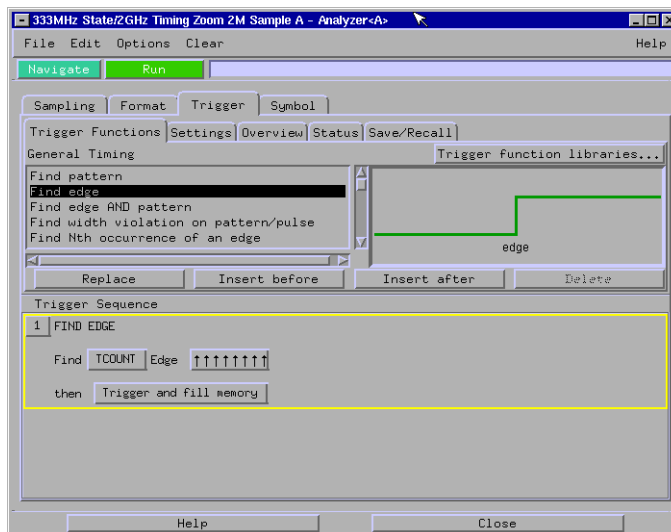 333MHz State/2GHz Timing Zoom 2M Sample A - Analyzer<A>
File Edit Options Clear Help
Navigate Run
Sampling Format Trigger Symbol
Trigger Functions Settings Overview Status Save/Recall
General Timing Trigger function libraries...
Find pattern
Find edge
Find edge AND pattern
Find width violation on pattern/pulse
Find Nth occurrence of an edge
edge
Replace Insert before Insert after Delete
Trigger Sequence
1 FIND EDGE
Find TCOUNT Edge ↑↑↑↑↑↑↑↑
then Trigger and fill memory
Help Close